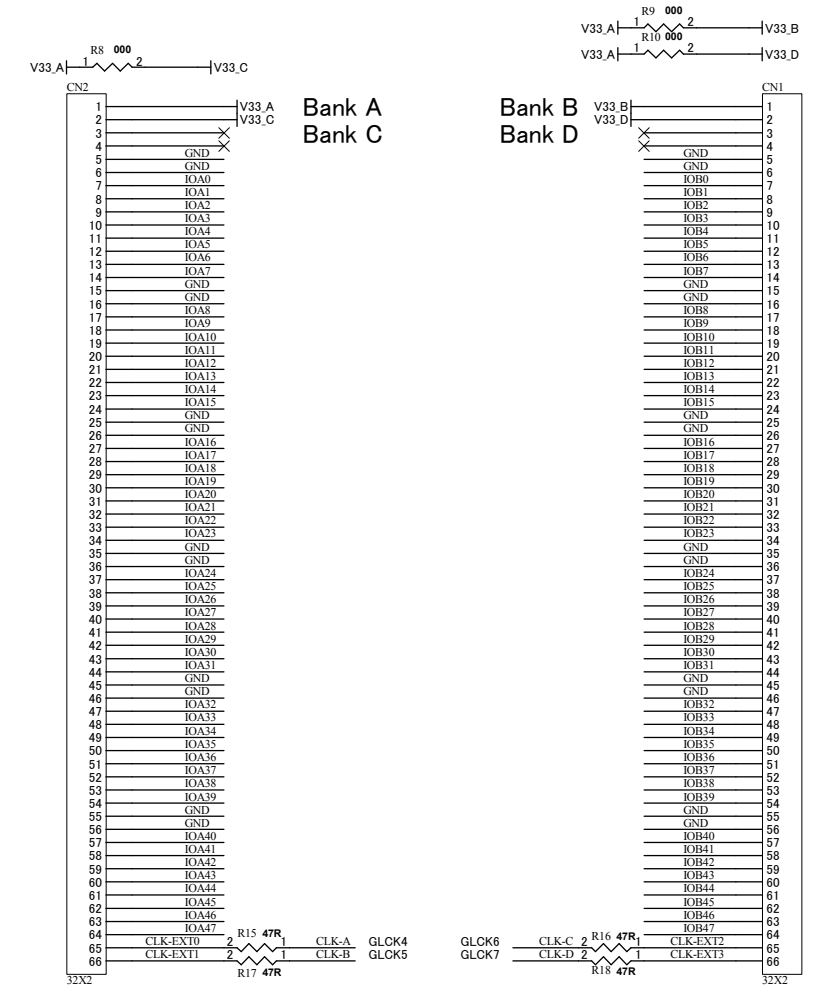 R9 000
V33_A 1 2 V33_B
R10 000
V33_A 1 2 V33_D
R8 000
V33_A 1 2 V33_C
CN2
1 V33_A
2 V33_C
3
4
5 GND
6 GND
7 IOA0
8 IOA1
9 IOA2
10 IOA3
11 IOA4
12 IOA5
13 IOA6
14 IOA7
15 GND
16 GND
17 IOA8
18 IOA9
19 IOA10
20 IOA11
21 IOA12
22 IOA13
23 IOA14
24 IOA15
25 GND
26 GND
27 IOA16
28 IOA17
29 IOA18
30 IOA19
31 IOA20
32 IOA21
33 IOA22
34 IOA23
35 GND
36 GND
37 IOA24
38 IOA25
39 IOA26
40 IOA27
41 IOA28
42 IOA29
43 IOA30
44 IOA31
45 GND
46 GND
47 IOA32
48 IOA33
49 IOA34
50 IOA35
51 IOA36
52 IOA37
53 IOA38
54 IOA39
55 GND
56 GND
57 IOA40
58 IOA41
59 IOA42
60 IOA43
61 IOA44
62 IOA45
63 IOA46
64 IOA47
R15 47R
65 CLK-EXT0 2 1 CLK-A GLCK4
66 CLK-EXT1 2 1 CLK-B GLCK5
R17 47R
32X2
Bank A
Bank C
Bank B
Bank D
CN1
V33_B 1
V33_D 2
3
4
GND 5
GND 6
IOB0 7
IOB1 8
IOB2 9
IOB3 10
IOB4 11
IOB5 12
IOB6 13
IOB7 14
GND 15
GND 16
IOB8 17
IOB9 18
IOB10 19
IOB11 20
IOB12 21
IOB13 22
IOB14 23
IOB15 24
GND 25
GND 26
IOB16 27
IOB17 28
IOB18 29
IOB19 30
IOB20 31
IOB21 32
IOB22 33
IOB23 34
GND 35
GND 36
IOB24 37
IOB25 38
IOB26 39
IOB27 40
IOB28 41
IOB29 42
IOB30 43
IOB31 44
GND 45
GND 46
IOB32 47
IOB33 48
IOB34 49
IOB35 50
IOB36 51
IOB37 52
IOB38 53
IOB39 54
GND 55
GND 56
IOB40 57
IOB41 58
IOB42 59
IOB43 60
IOB44 61
IOB45 62
IOB46 63
IOB47 64
R16 47R
GLCK6 CLK-C 2 1 CLK-EXT2 65
GLCK7 CLK-D 2 1 CLK-EXT3 66
R18 47R
32X2